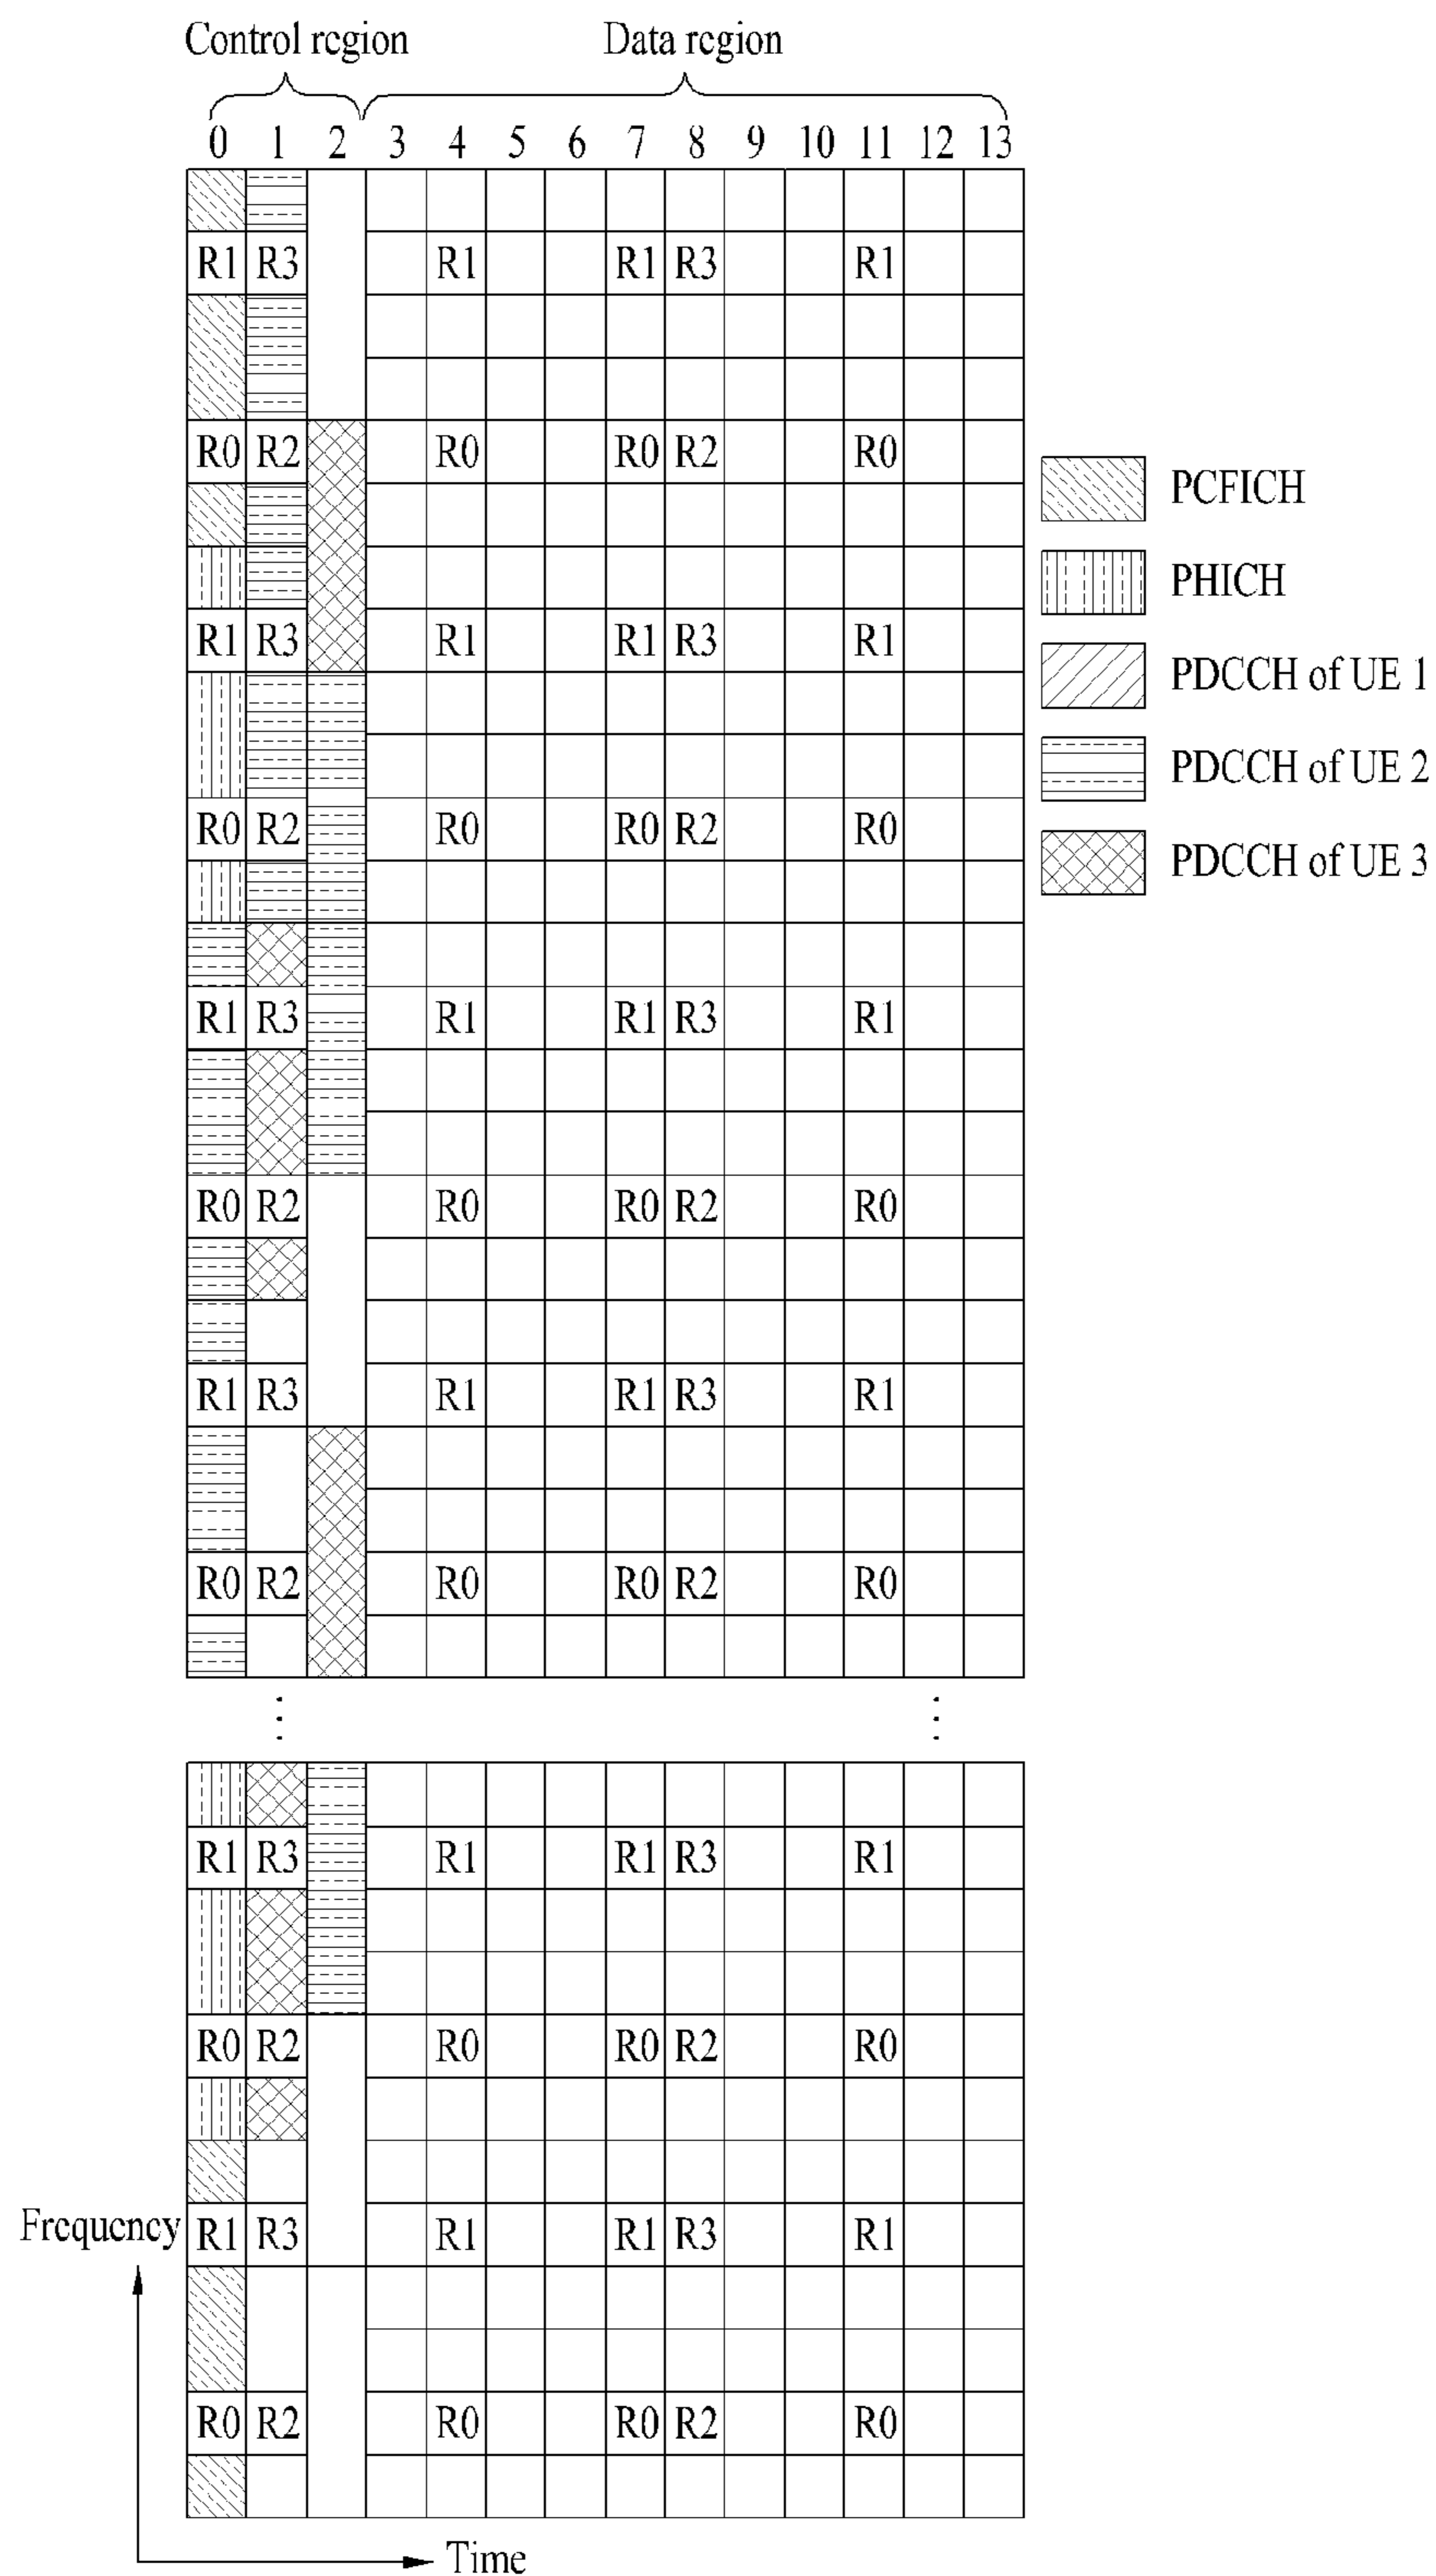 Control region Data region
0 1 2 3 4 5 6 7 8 9 10 11 12 13
R1 R3 R1 R1 R3 R1
R0 R2 R0 R0 R2 R0
PCFICH
PHICH
R1 R3 R1 R1 R3 R1
PDCCH of UE 1
PDCCH of UE 2
R0 R2 R0 R0 R2 R0
PDCCH of UE 3
R1 R3 R1 R1 R3 R1
R0 R2 R0 R0 R2 R0
R1 R3 R1 R1 R3 R1
R0 R2 R0 R0 R2 R0
R1 R3 R1 R1 R3 R1
R0 R2 R0 R0 R2 R0
Frequency R1 R3 R1 R1 R3 R1
R0 R2 R0 R0 R2 R0
Time